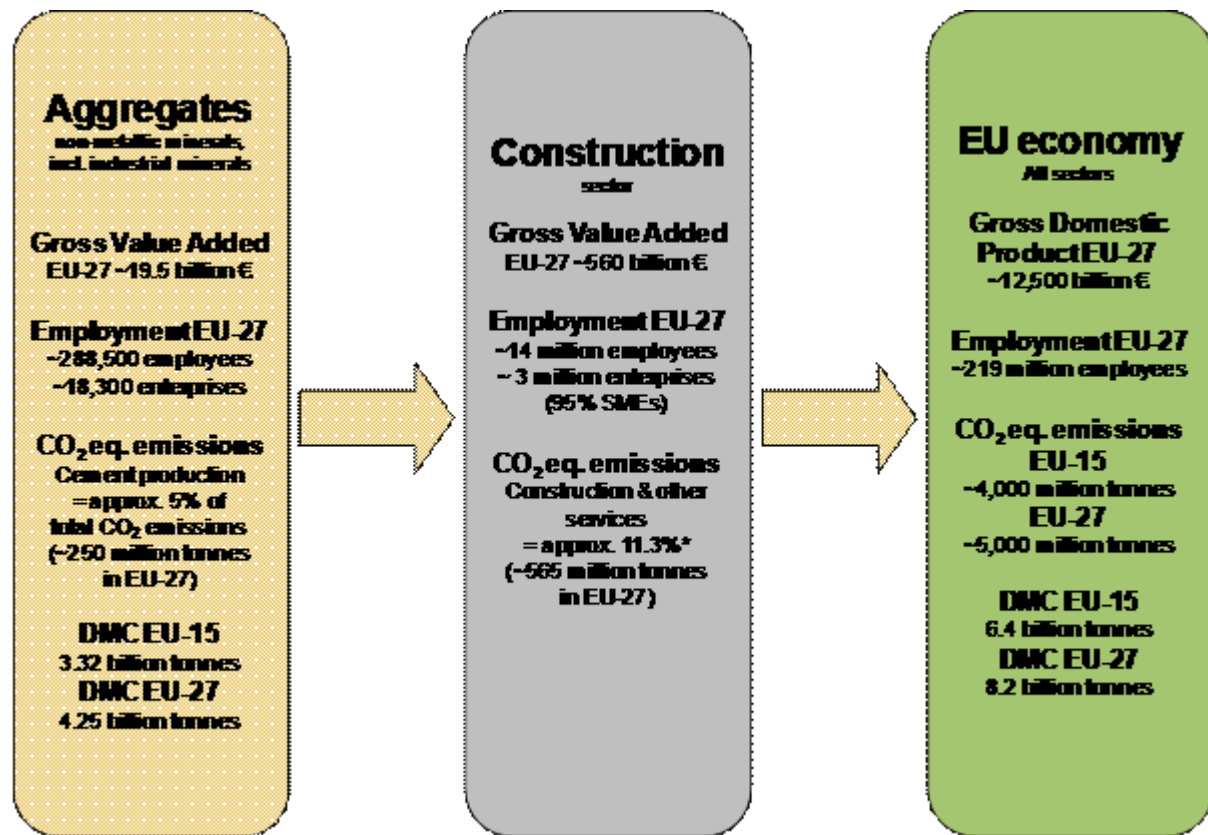 Aggregates
non-metallic minerals,
incl. industrial minerals
Gross Value Added
EU-27 ~19.5 billion €
Employment EU-27
~288,500 employees
~18,300 enterprises
CO₂eq. emissions
Cement production
=approx. 5% of
total CO₂ emissions
(~250 million tonnes
in EU-27)
DMC EU-15
3.32 billion tonnes
DMC EU-27
4.25 billion tonnes
Construction
sector
Gross Value Added
EU-27 ~560 billion €
Employment EU-27
~14 million employees
~ 3 million enterprises
(95% SMEs)
CO₂eq. emissions
Construction & other
services
= approx. 11.3%*
(~565 million tonnes
in EU-27)
EU economy
All sectors
Gross Domestic
Product EU-27
~12,500 billion €
Employment EU-27
~219 million employees
CO₂eq. emissions
EU-15
~4,000 million tonnes
EU-27
~5,000 million tonnes
DMC EU-15
6.4 billion tonnes
DMC EU-27
8.2 billion tonnes